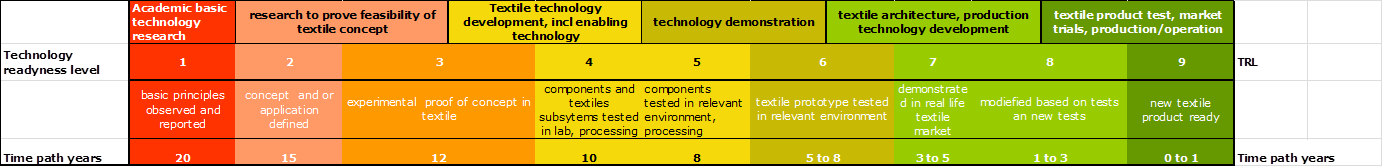 Academic basic
technology
research
research to prove feasibility of
textile concept
Textile technology
development, incl enabling
technology
technology demonstration
textile architecture, production
technology development
textile product test, market
trials, production/operation
Technology
readyness level
1
2
3
4
5
6
7
8
9
TRL
basic principles
observed and
reported
concept and or
application
defined
experimental proof of concept in
textile
components and
textiles
subsytems tested
in lab, processing
components
tested in relevant
environment,
processing
textile prototype tested
in relevant environment
demonstrate
d in real life
textile
market
modiefied based on tests
an new tests
new textile
product ready
Time path years
20
15
12
10
8
5 to 8
3 to 5
1 to 3
0 to 1
Time path years